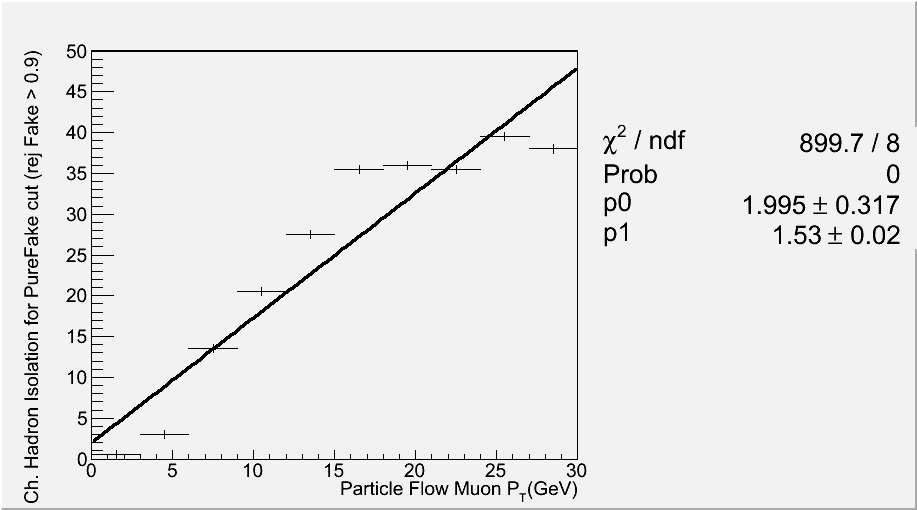 Ch. Hadron Isolation for PureFake cut (rej Fake > 0.9)
50
45
40
35
30
25
20
15
10
5
0
0 5 10 15 20 25 30
Particle Flow Muon P_T(GeV)
χ² / ndf 899.7 / 8
Prob 0
p0 1.995 ± 0.317
p1 1.53 ± 0.02